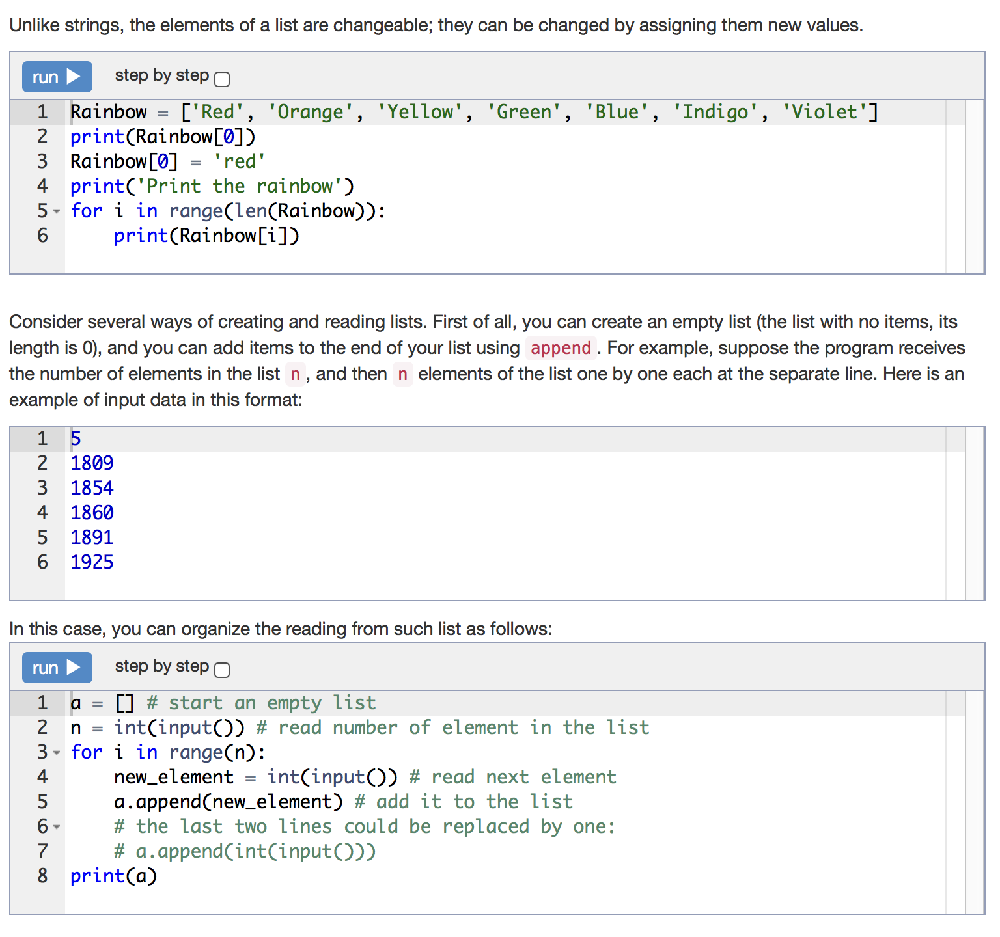 Unlike strings, the elements of a list are changeable; they can be changed by assigning them new values.
run step by step
1 Rainbow = ['Red', 'Orange', 'Yellow', 'Green', 'Blue', 'Indigo', 'Violet']
2 print(Rainbow[0])
3 Rainbow[0] = 'red'
4 print('Print the rainbow')
5 for i in range(len(Rainbow)):
6     print(Rainbow[i])
Consider several ways of creating and reading lists. First of all, you can create an empty list (the list with no items, its
length is 0), and you can add items to the end of your list using append . For example, suppose the program receives
the number of elements in the list n , and then n elements of the list one by one each at the separate line. Here is an
example of input data in this format:
1 5
2 1809
3 1854
4 1860
5 1891
6 1925
In this case, you can organize the reading from such list as follows:
run step by step
1 a = [] # start an empty list
2 n = int(input()) # read number of element in the list
3 for i in range(n):
4     new_element = int(input()) # read next element
5     a.append(new_element) # add it to the list
6     # the last two lines could be replaced by one:
7     # a.append(int(input()))
8 print(a)